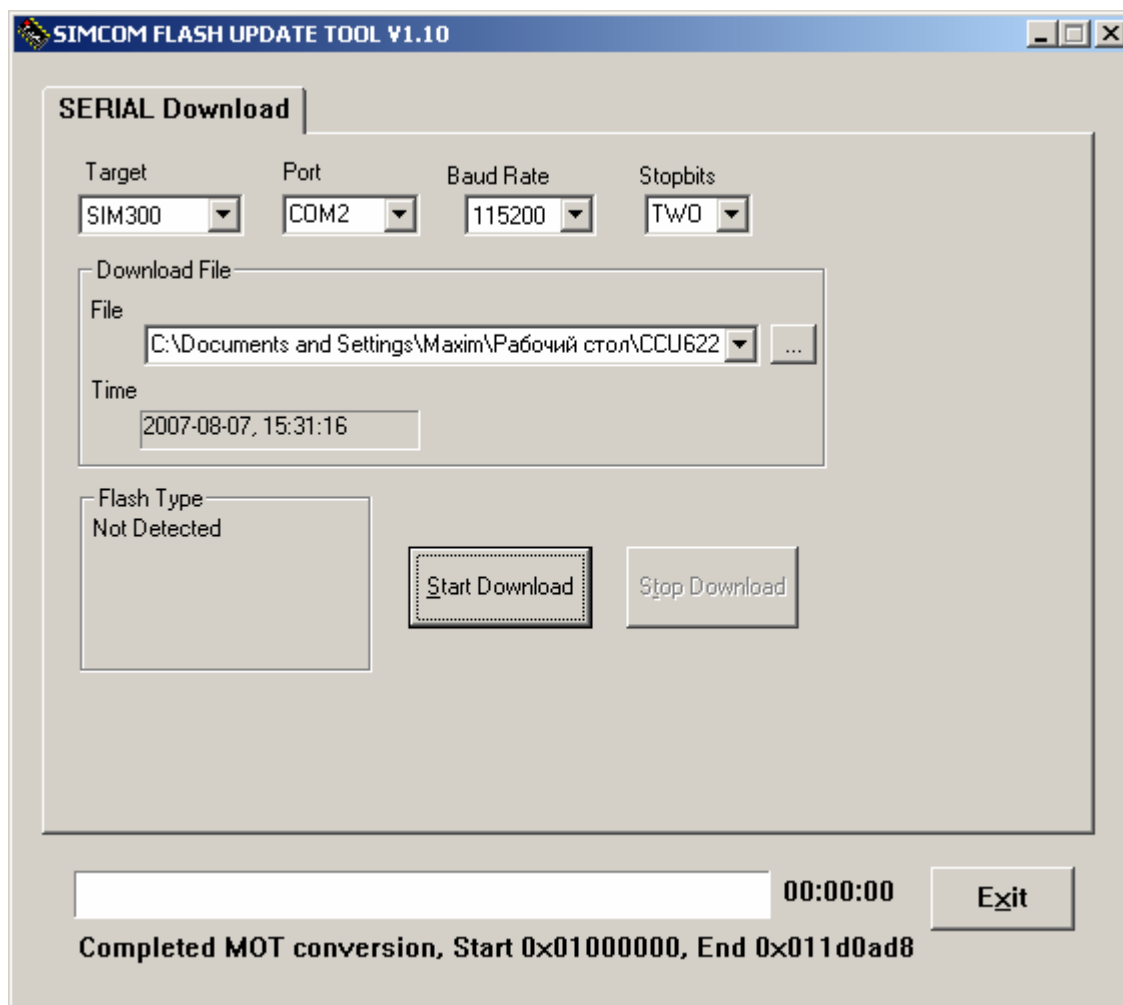 SIMCOM FLASH UPDATE TOOL V1.10
SERIAL Download
Target Port Baud Rate Stopbits
SIM300 COM2 115200 TWO
Download File
File
C:\Documents and Settings\Maxim\Рабочий стол\CCU622
...
Time
2007-08-07, 15:31:16
Flash Type
Not Detected
Start Download Stop Download
00:00:00
Exit
Completed MOT conversion, Start 0x01000000, End 0x011d0ad8